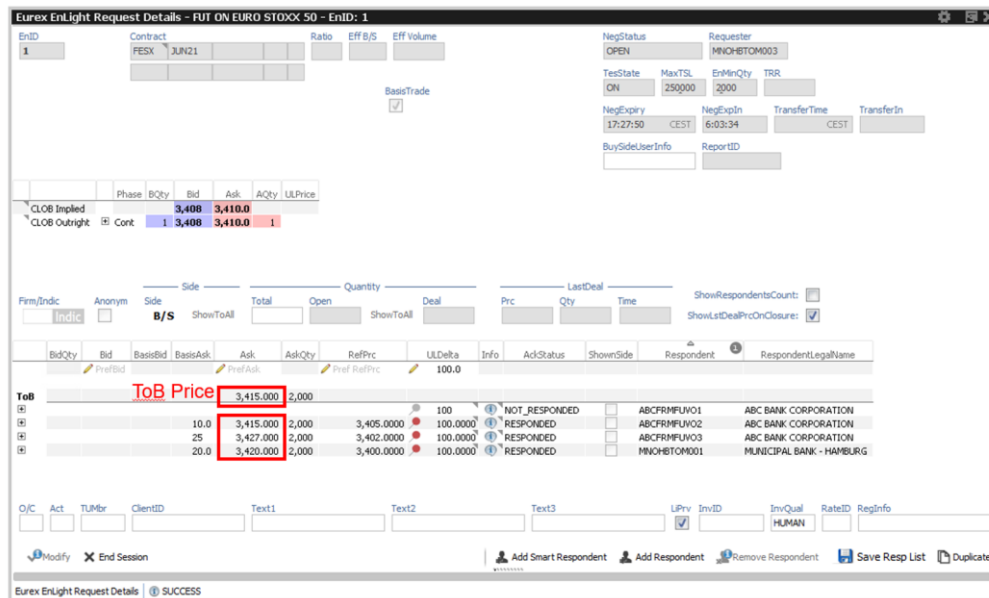 Eurex EnLight Request Details - FUT ON EURO STOXX 50 - EnID: 1
EnID Contract Ratio Eff B/S Eff Volume NegStatus Requester
1 FESX JUN21 OPEN MNOHBTOM003
TesState MaxTSL EnMinQty TRR
ON 250000 2000
BasisTrade
NegExpiry NegExpIn TransferTime TransferIn
17:27:50 CEST 6:03:34 CEST
BuySideUserInfo ReportID
Phase BQty Bid Ask AQty ULPrice
CLOB Implied 3,408 3,410.0
CLOB Outright Cont 1 3,408 3,410.0 1
Side Quantity LastDeal
Firm/Indic Anonym Side Total Open Deal Prc Qty Time ShowRespondentsCount:
Indic B/S ShowToAll ShowToAll ShowLstDealPrcOnClosure:
BidQty Bid BasisBid BasisAsk Ask AskQty RefPrc ULDelta Info AckStatus ShownSide Respondent 1 RespondentLegalName
PrefBid PrefAsk Pref RefPrc 100.0
ToB ToB Price 3,415.000 2,000
100 NOT_RESPONDED ABCFRMFUVO1 ABC BANK CORPORATION
10.0 3,415.000 2,000 3,405.0000 100.0000 RESPONDED ABCFRMFUVO2 ABC BANK CORPORATION
25 3,427.000 2,000 3,402.0000 100.0000 RESPONDED ABCFRMFUVO3 ABC BANK CORPORATION
20.0 3,420.000 2,000 3,400.0000 100.0000 RESPONDED MNOHBTOM001 MUNICIPAL BANK - HAMBURG
O/C Act TUMbr ClientID Text1 Text2 Text3 LiPrv InvID InvQual RateID RegInfo
HUMAN
Modify End Session Add Smart Respondent Add Respondent Remove Respondent Save Resp List Duplicate
Eurex EnLight Request Details SUCCESS